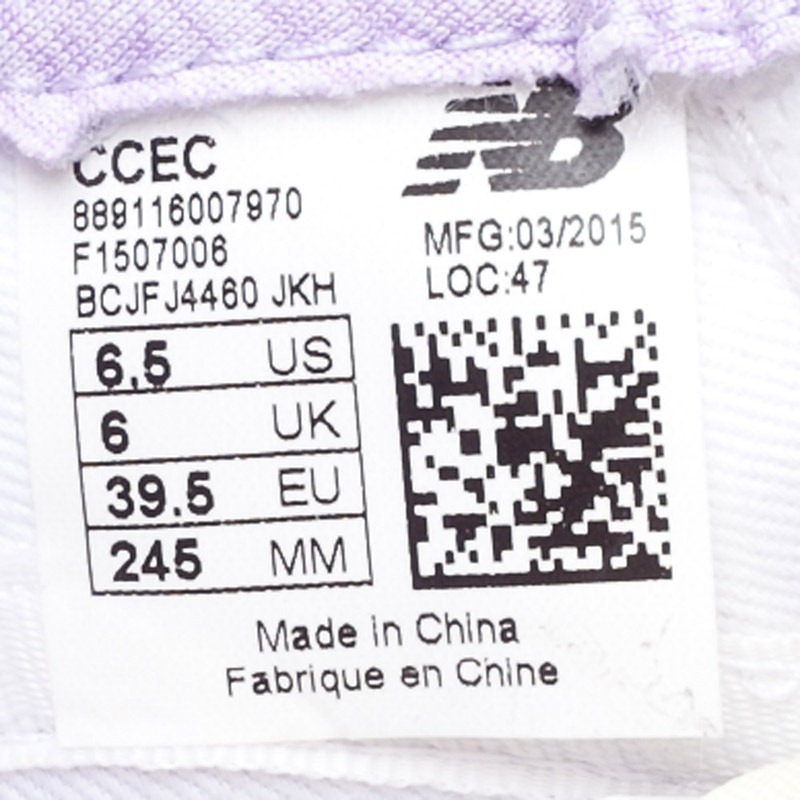 CCEC
889116007970
F1507006
BCJFJ4460 JKH
NB
MFG:03/2015
LOC:47
6.5 US
6 UK
39.5 EU
245 MM
Made in China
Fabrique en Chine